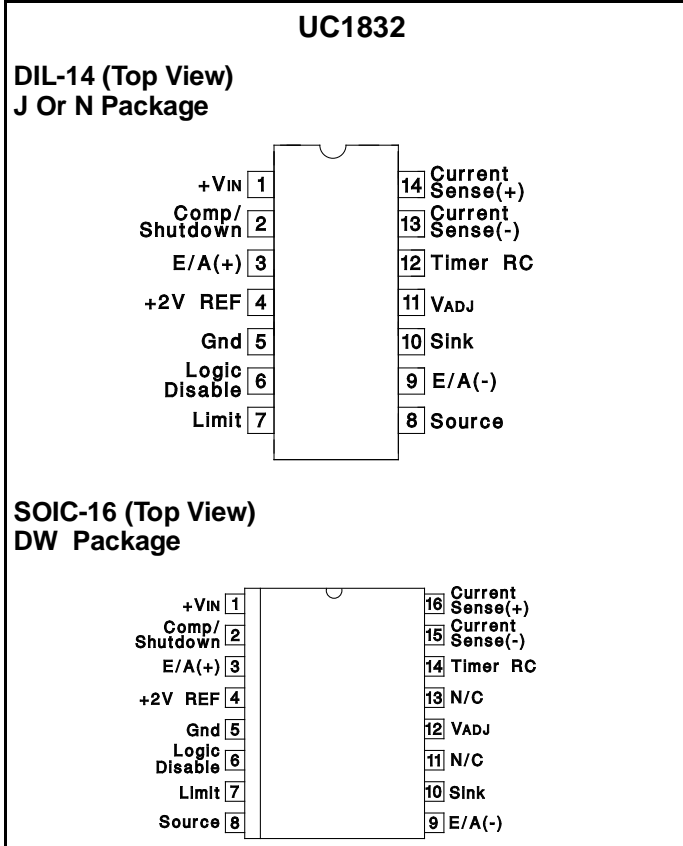 UC1832
DIL-14 (Top View)
J Or N Package
+VIN 1
Comp/
Shutdown 2
E/A(+) 3
+2V REF 4
Gnd 5
Logic
Disable 6
Limit 7
14 Current
Sense(+)
13 Current
Sense(-)
12 Timer RC
11 VADJ
10 Sink
9 E/A(-)
8 Source
SOIC-16 (Top View)
DW Package
+VIN 1
Comp/
Shutdown 2
E/A(+) 3
+2V REF 4
Gnd 5
Logic
Disable 6
Limit 7
Source 8
16 Current
Sense(+)
15 Current
Sense(-)
14 Timer RC
13 N/C
12 VADJ
11 N/C
10 Sink
9 E/A(-)